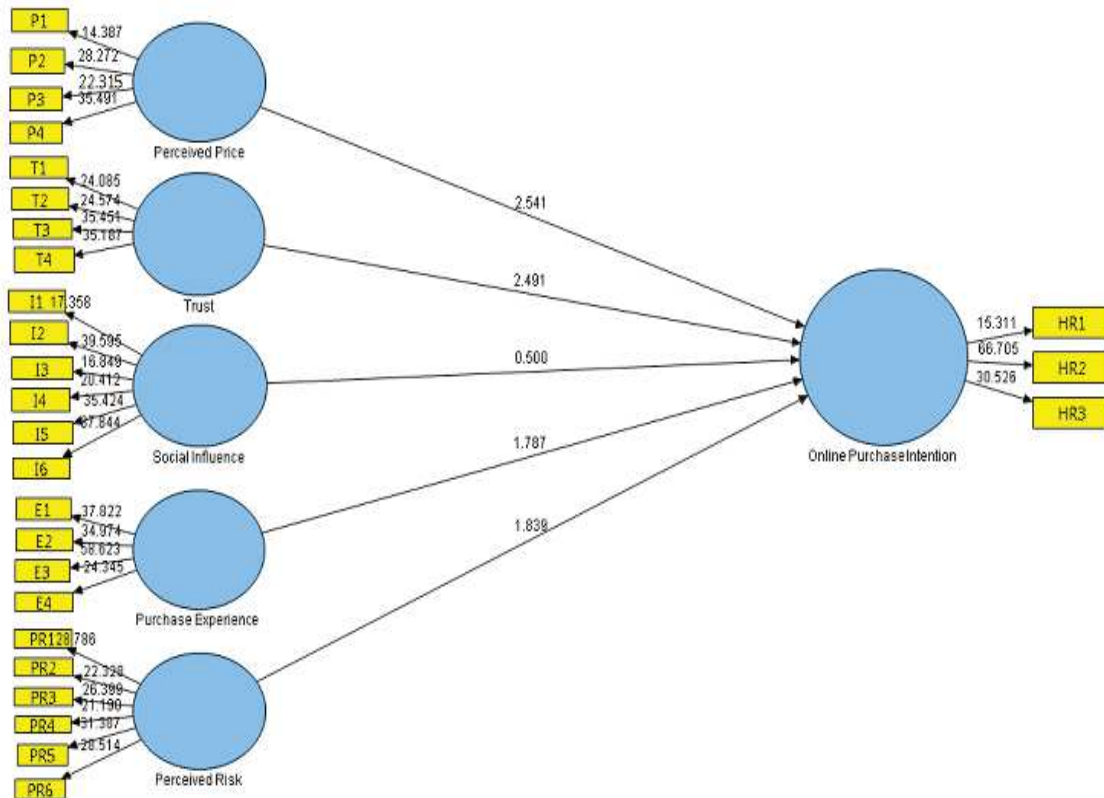 P1
14.387
P2
28.272
P3
22.315
35.491
P4
Perceived Price
T1
24.085
T2
24.574
T3
35.451
35.187
T4
Trust
I1 17.358
I2
39.595
I3
16.849
I4
20.412
35.424
I5
I6
Social Influence
E1
37.822
E2
34.974
E3
58.623
24.345
E4
Purchase Experience
PR1 28.786
PR2
22.328
PR3
26.399
PR4
21.190
31.387
PR5
28.514
PR6
Perceived Risk
2.541
2.491
0.500
1.787
1.839
Online Purchase Intention
15.311
HR1
66.705
HR2
30.526
HR3